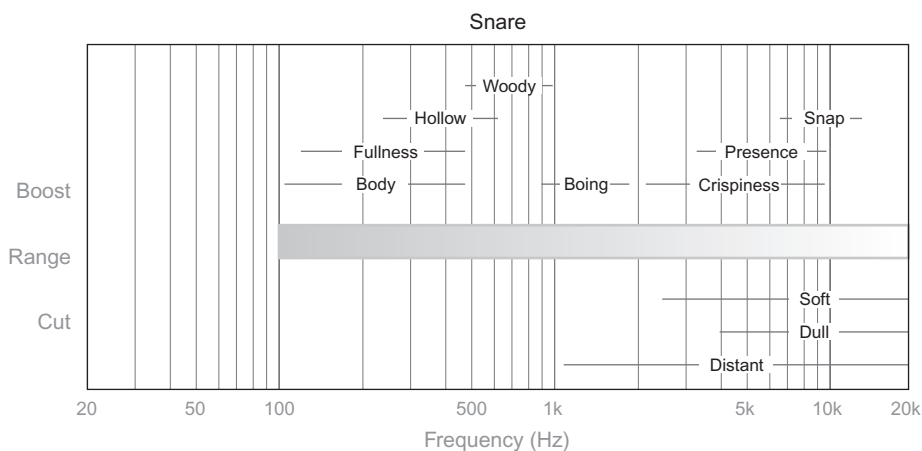 Snare
Woody
Hollow
Snap
Fullness
Presence
Boost
Body
Boing
Crispiness
Range
Soft
Cut
Dull
Distant
20 50 100 500 1k 5k 10k 20k
Frequency (Hz)